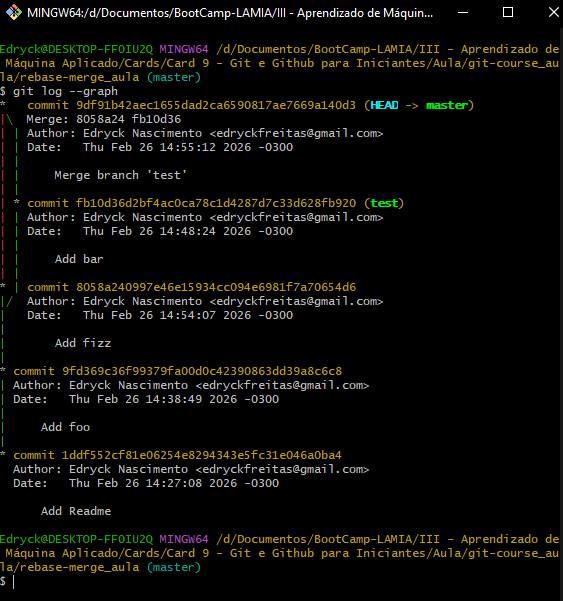 MINGW64:/d/Documentos/BootCamp-LAMIA/III - Aprendizado de Máquin...
Edryck@DESKTOP-FFOIU2Q MINGW64 /d/Documentos/BootCamp-LAMIA/III - Aprendizado de
 Máquina Aplicado/Cards/Card 9 - Git e Github para Iniciantes/Aula/git-course_au
la/rebase-merge_aula (master)
$ git log --graph
*   commit 9df91b42aec1655dad2ca6590817ae7669a140d3 (HEAD -> master)
|\  Merge: 8058a24 fb10d36
| | Author: Edryck Nascimento <edryckfreitas@gmail.com>
| | Date:   Thu Feb 26 14:55:12 2026 -0300
| |
| |     Merge branch 'test'
| |
| * commit fb10d36d2bf4ac0ca78c1d4287d7c33d628fb920 (test)
| | Author: Edryck Nascimento <edryckfreitas@gmail.com>
| | Date:   Thu Feb 26 14:48:24 2026 -0300
| |
| |     Add bar
| |
* | commit 8058a240997e46e15934cc094e6981f7a70654d6
|/  Author: Edryck Nascimento <edryckfreitas@gmail.com>
|   Date:   Thu Feb 26 14:54:07 2026 -0300
|
|       Add fizz
|
* commit 9fd369c36f99379fa00d0c42390863dd39a8c6c8
| Author: Edryck Nascimento <edryckfreitas@gmail.com>
| Date:   Thu Feb 26 14:38:49 2026 -0300
|
|     Add foo
|
* commit 1ddf552cf81e06254e8294343e5fc31e046a0ba4
  Author: Edryck Nascimento <edryckfreitas@gmail.com>
  Date:   Thu Feb 26 14:27:08 2026 -0300

      Add Readme

Edryck@DESKTOP-FFOIU2Q MINGW64 /d/Documentos/BootCamp-LAMIA/III - Aprendizado de
 Máquina Aplicado/Cards/Card 9 - Git e Github para Iniciantes/Aula/git-course_au
la/rebase-merge_aula (master)
$